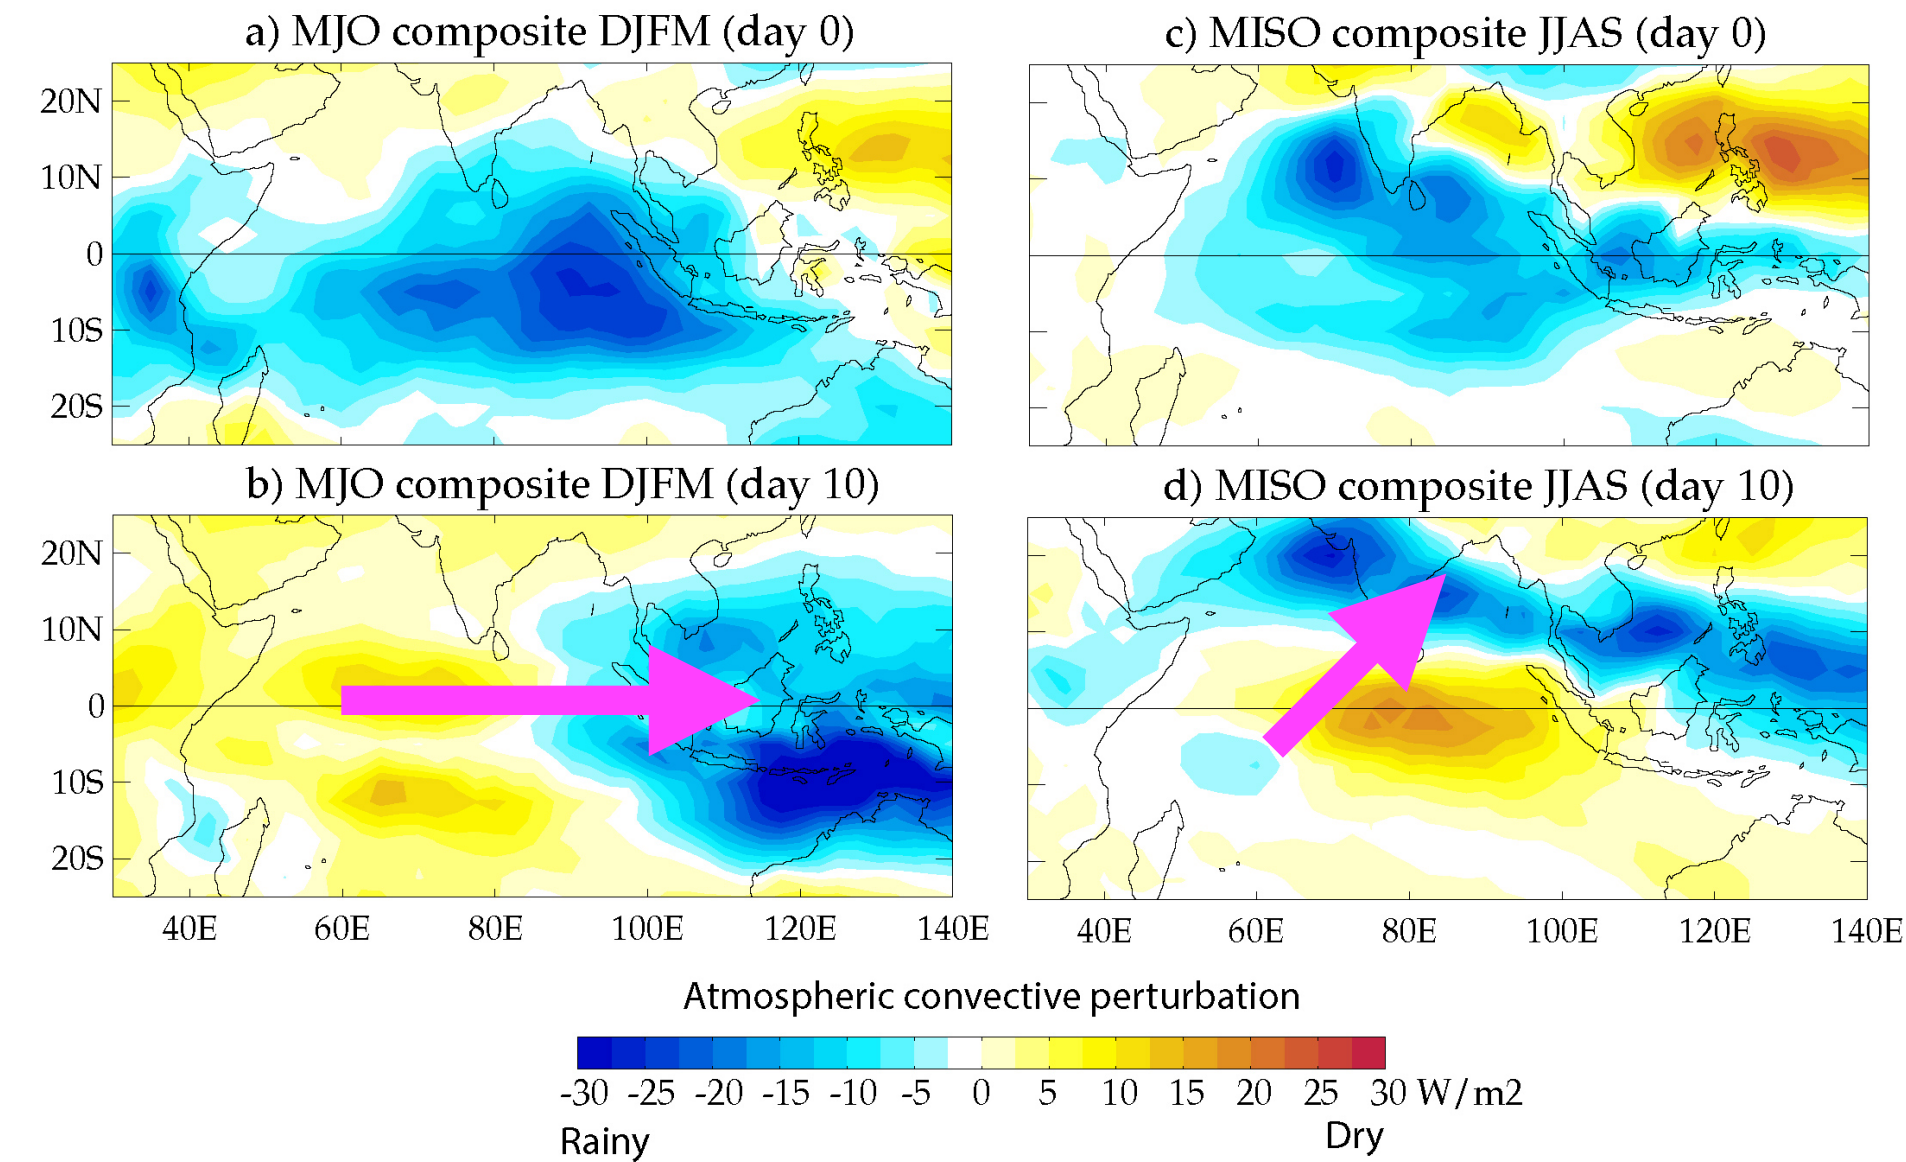 a) MJO composite DJFM (day 0)
c) MISO composite JJAS (day 0)
20N
10N
0
10S
20S
b) MJO composite DJFM (day 10)
d) MISO composite JJAS (day 10)
20N
10N
0
10S
20S
40E 60E 80E 100E 120E 140E
40E 60E 80E 100E 120E 140E
Atmospheric convective perturbation
-30 -25 -20 -15 -10 -5 0 5 10 15 20 25 30 W/m2
Rainy Dry